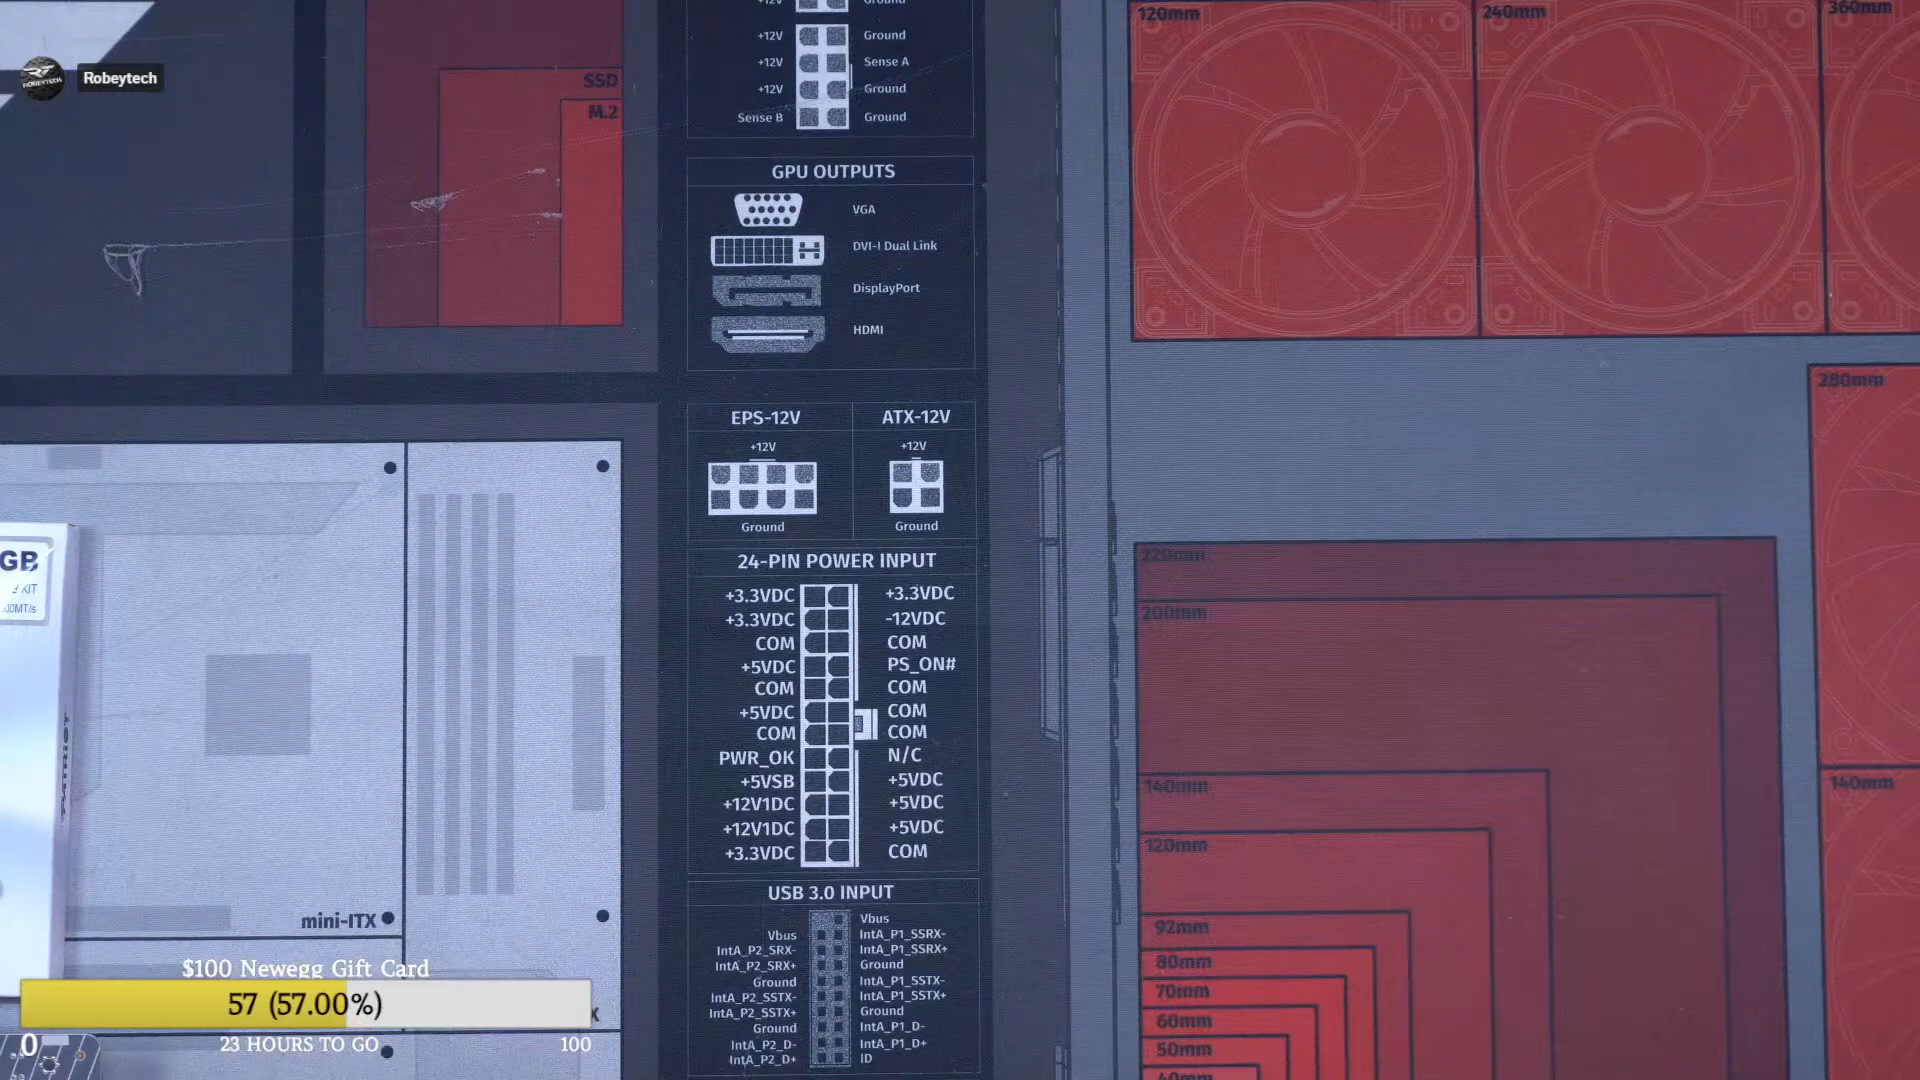 Robeytech
SSD
M.2
+12V Ground
+12V Ground
+12V Sense A
+12V Ground
Sense B Ground
GPU OUTPUTS
VGA
DVI-I Dual Link
DisplayPort
HDMI
EPS-12V
+12V
Ground
ATX-12V
+12V
Ground
24-PIN POWER INPUT
+3.3VDC +3.3VDC
+3.3VDC -12VDC
COM COM
+5VDC PS_ON#
COM COM
+5VDC COM
COM COM
PWR_OK N/C
+5VSB +5VDC
+12V1DC +5VDC
+12V1DC +5VDC
+3.3VDC COM
USB 3.0 INPUT
Vbus
Vbus IntA_P1_SSRX-
IntA_P2_SRX- IntA_P1_SSRX+
IntA_P2_SRX+ Ground
Ground IntA_P1_SSTX-
IntA_P2_SSTX- IntA_P1_SSTX+
IntA_P2_SSTX+ Ground
Ground IntA_P1_D-
IntA_P2_D- IntA_P1_D+
IntA_P2_D+ ID
120mm
240mm
360mm
280mm
140mm
220mm
200mm
140mm
120mm
92mm
80mm
70mm
60mm
50mm
40mm
GB
KIT
PATRIOT
mini-ITX
$100 Newegg Gift Card
57 (57.00%)
0 23 HOURS TO GO 100